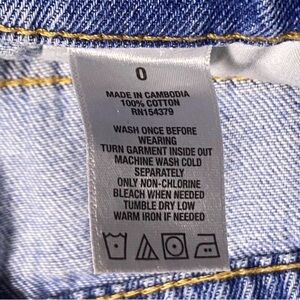 0
MADE IN CAMBODIA
100% COTTON
RN154379
WASH ONCE BEFORE
WEARING
TURN GARMENT INSIDE OUT
MACHINE WASH COLD
SEPARATELY
ONLY NON-CHLORINE
BLEACH WHEN NEEDED
TUMBLE DRY LOW
WARM IRON IF NEEDED